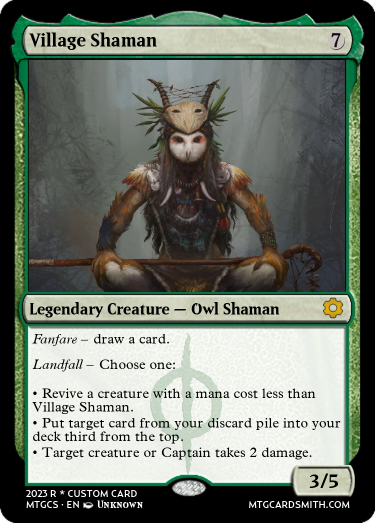 Village Shaman 7
Legendary Creature — Owl Shaman
Fanfare – draw a card.
Landfall – Choose one:
• Revive a creature with a mana cost less than
Village Shaman.
• Put target card from your discard pile into your
deck third from the top.
• Target creature or Captain takes 2 damage.
3/5
2023 R * CUSTOM CARD
MTGCS · EN Unknown
MTGCARDSMITH.COM